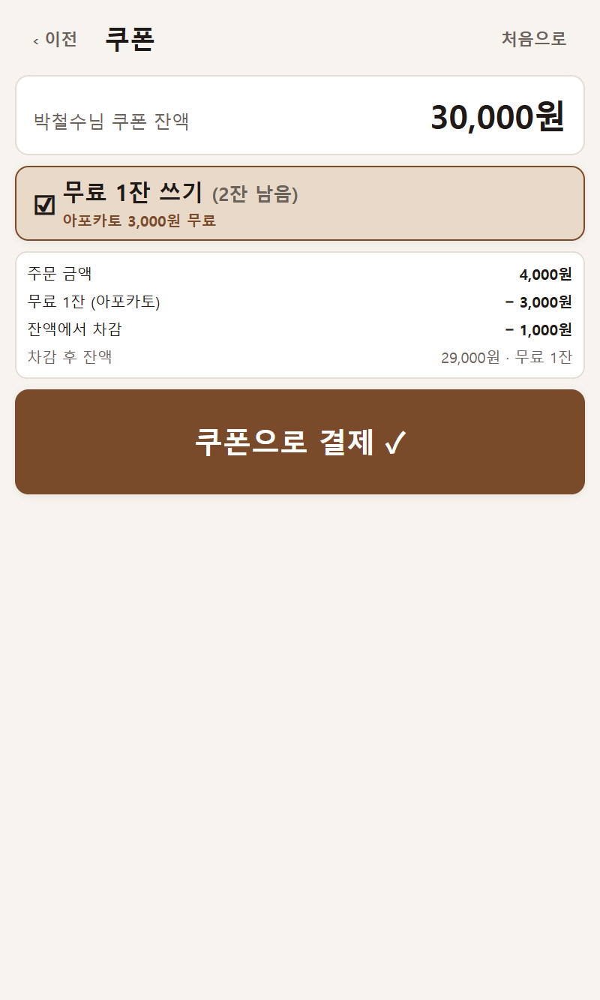 ‹ 이전 쿠폰 처음으로
박철수님 쿠폰 잔액 30,000원
☑ 무료 1잔 쓰기 (2잔 남음)
아포카토 3,000원 무료
주문 금액 4,000원
무료 1잔 (아포카토) − 3,000원
잔액에서 차감 − 1,000원
차감 후 잔액 29,000원 · 무료 1잔
쿠폰으로 결제 ✓